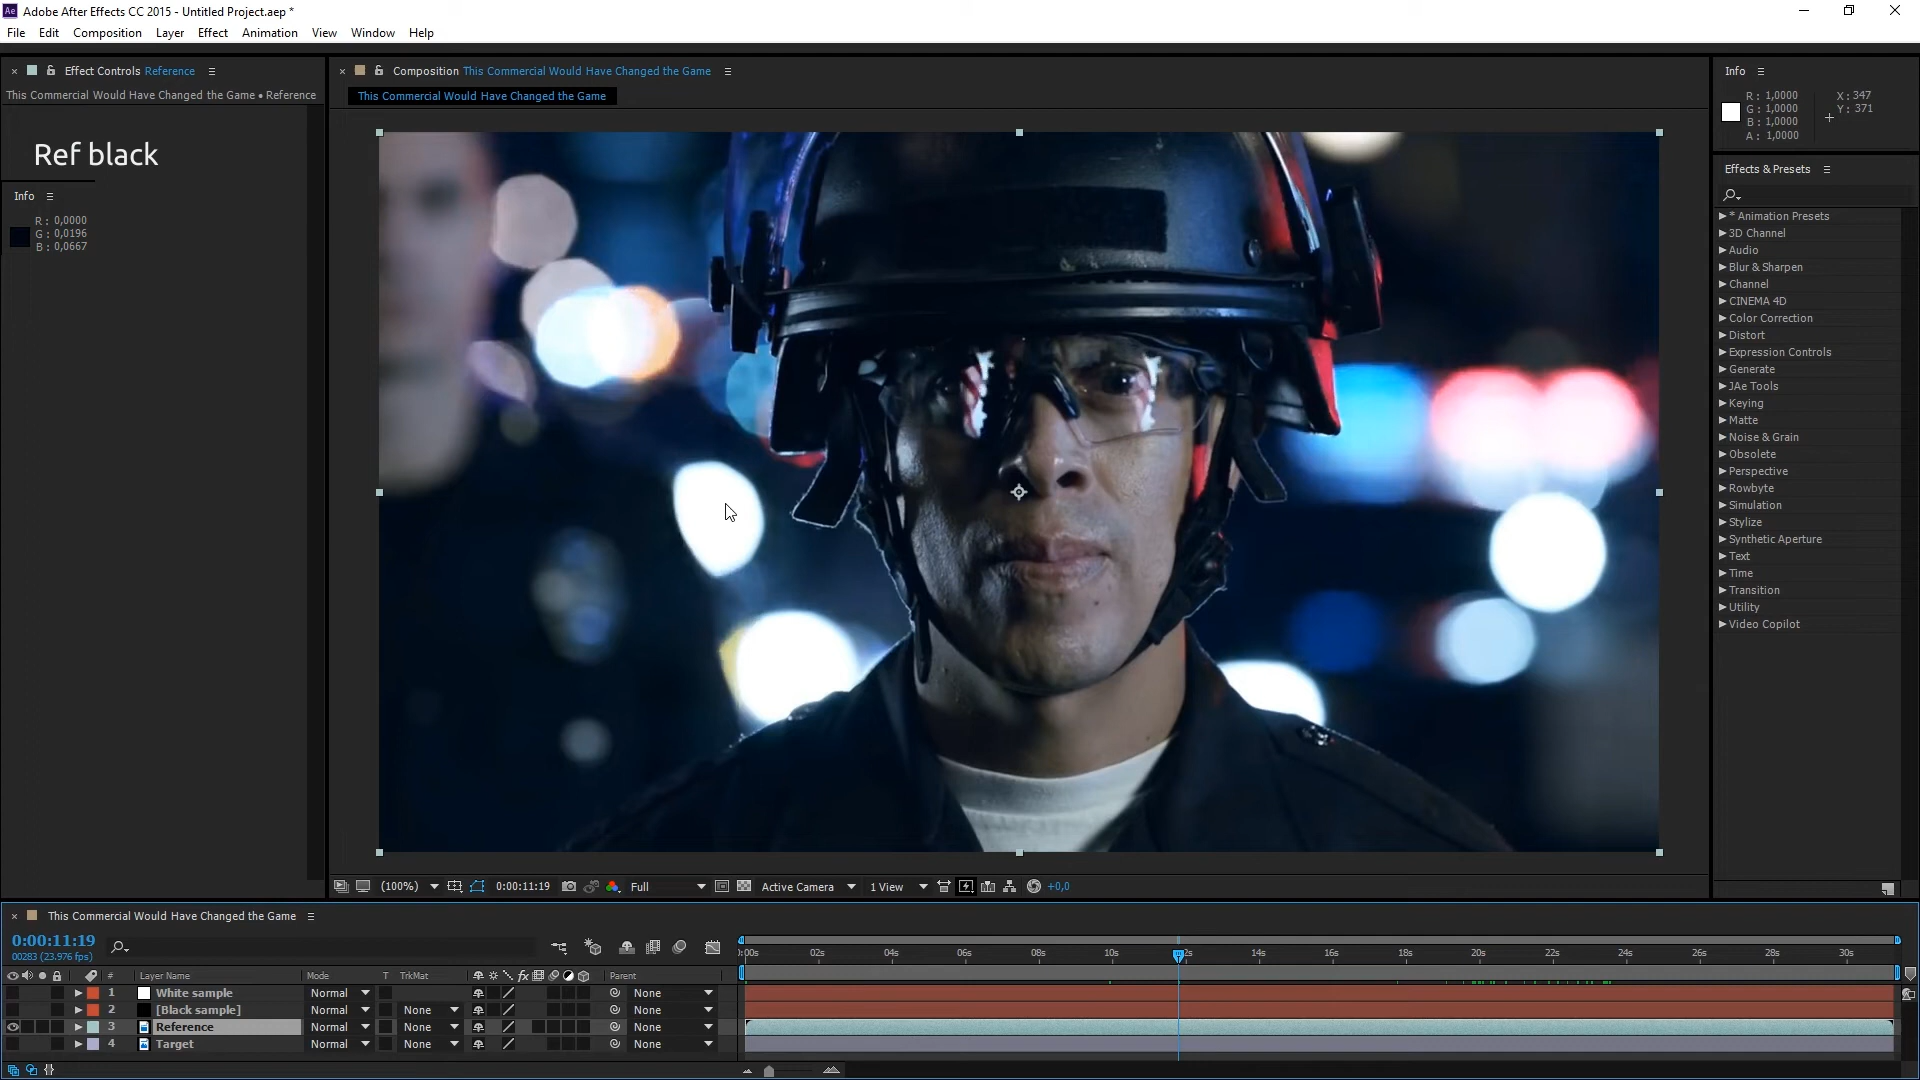 Ae Adobe After Effects CC 2015 - Untitled Project.aep *
File Edit Composition Layer Effect Animation View Window Help
Effect Controls Reference
This Commercial Would Have Changed the Game • Reference
Ref black
Info
R: 0,0000
G: 0,0196
B: 0,0667
Composition This Commercial Would Have Changed the Game
This Commercial Would Have Changed the Game
Info
R: 1,0000
G: 1,0000
B: 1,0000
A: 1,0000
X: 347
Y: 371
Effects & Presets
* Animation Presets
3D Channel
Audio
Blur & Sharpen
Channel
CINEMA 4D
Color Correction
Distort
Expression Controls
Generate
JAe Tools
Keying
Matte
Noise & Grain
Obsolete
Perspective
Rowbyte
Simulation
Stylize
Synthetic Aperture
Text
Time
Transition
Utility
Video Copilot
(100%) 0:00:11:19 Full Active Camera 1 View +0,0
This Commercial Would Have Changed the Game
0:00:11:19
00283 (23.976 fps)
# Layer Name Mode T TrkMat fx Parent
1 White sample Normal None
2 [Black sample] Normal None None
3 Reference Normal None None
4 Target Normal None None
:00s 02s 04s 06s 08s 10s 12s 14s 16s 18s 20s 22s 24s 26s 28s 30s